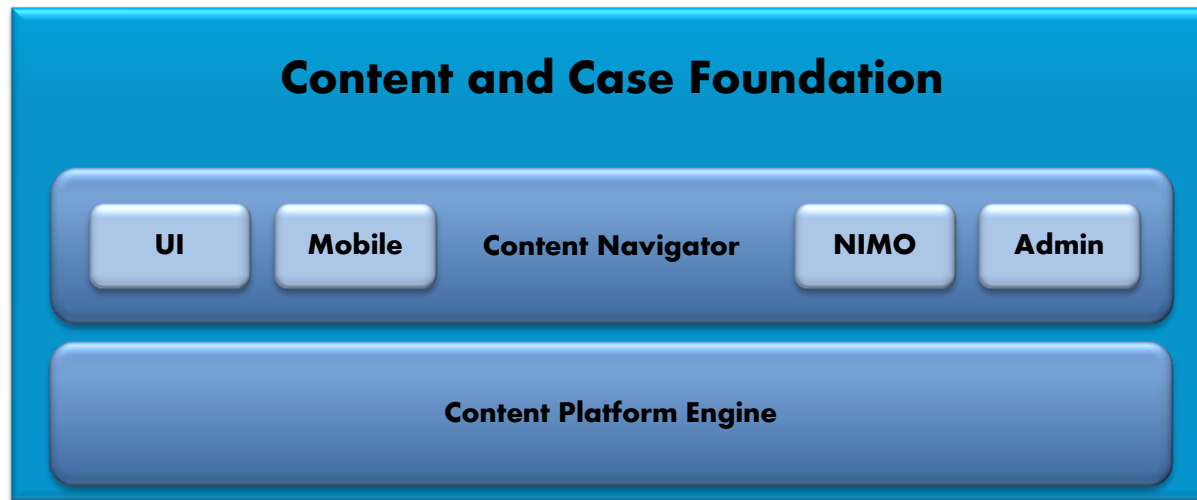 Content and Case Foundation
UI
Mobile
Content Navigator
NIMO
Admin
Content Platform Engine